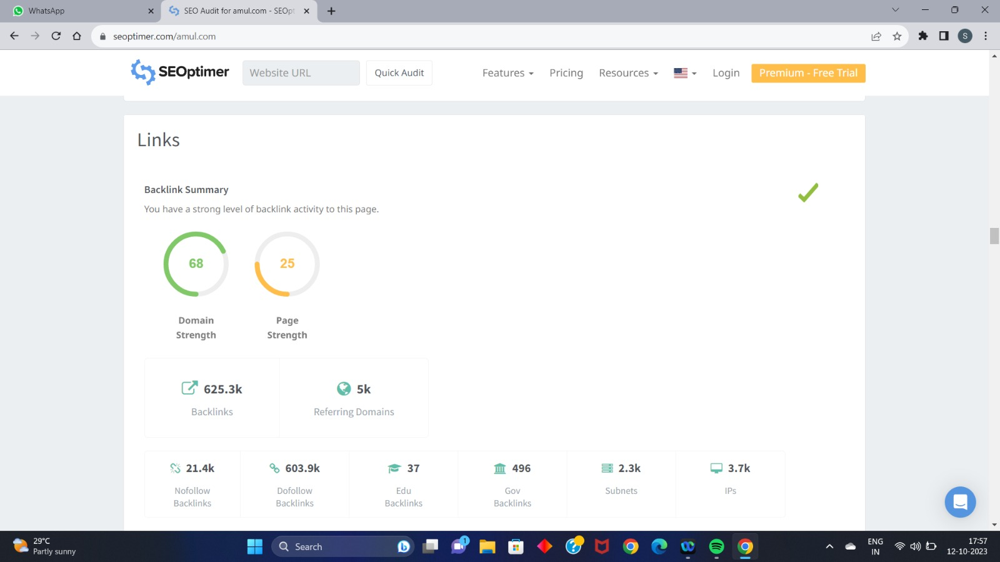 WhatsApp
SEO Audit for amul.com - SEOpt
seoptimer.com/amul.com
S
SEOptimer
Website URL
Quick Audit
Features
Pricing
Resources
Login
Premium - Free Trial
Links
Backlink Summary
You have a strong level of backlink activity to this page.
68
25
Domain
Strength
Page
Strength
625.3k
Backlinks
5k
Referring Domains
21.4k
Nofollow
Backlinks
603.9k
Dofollow
Backlinks
37
Edu
Backlinks
496
Gov
Backlinks
2.3k
Subnets
3.7k
IPs
29°C
Partly sunny
Search
1
ENG
IN
17:57
12-10-2023